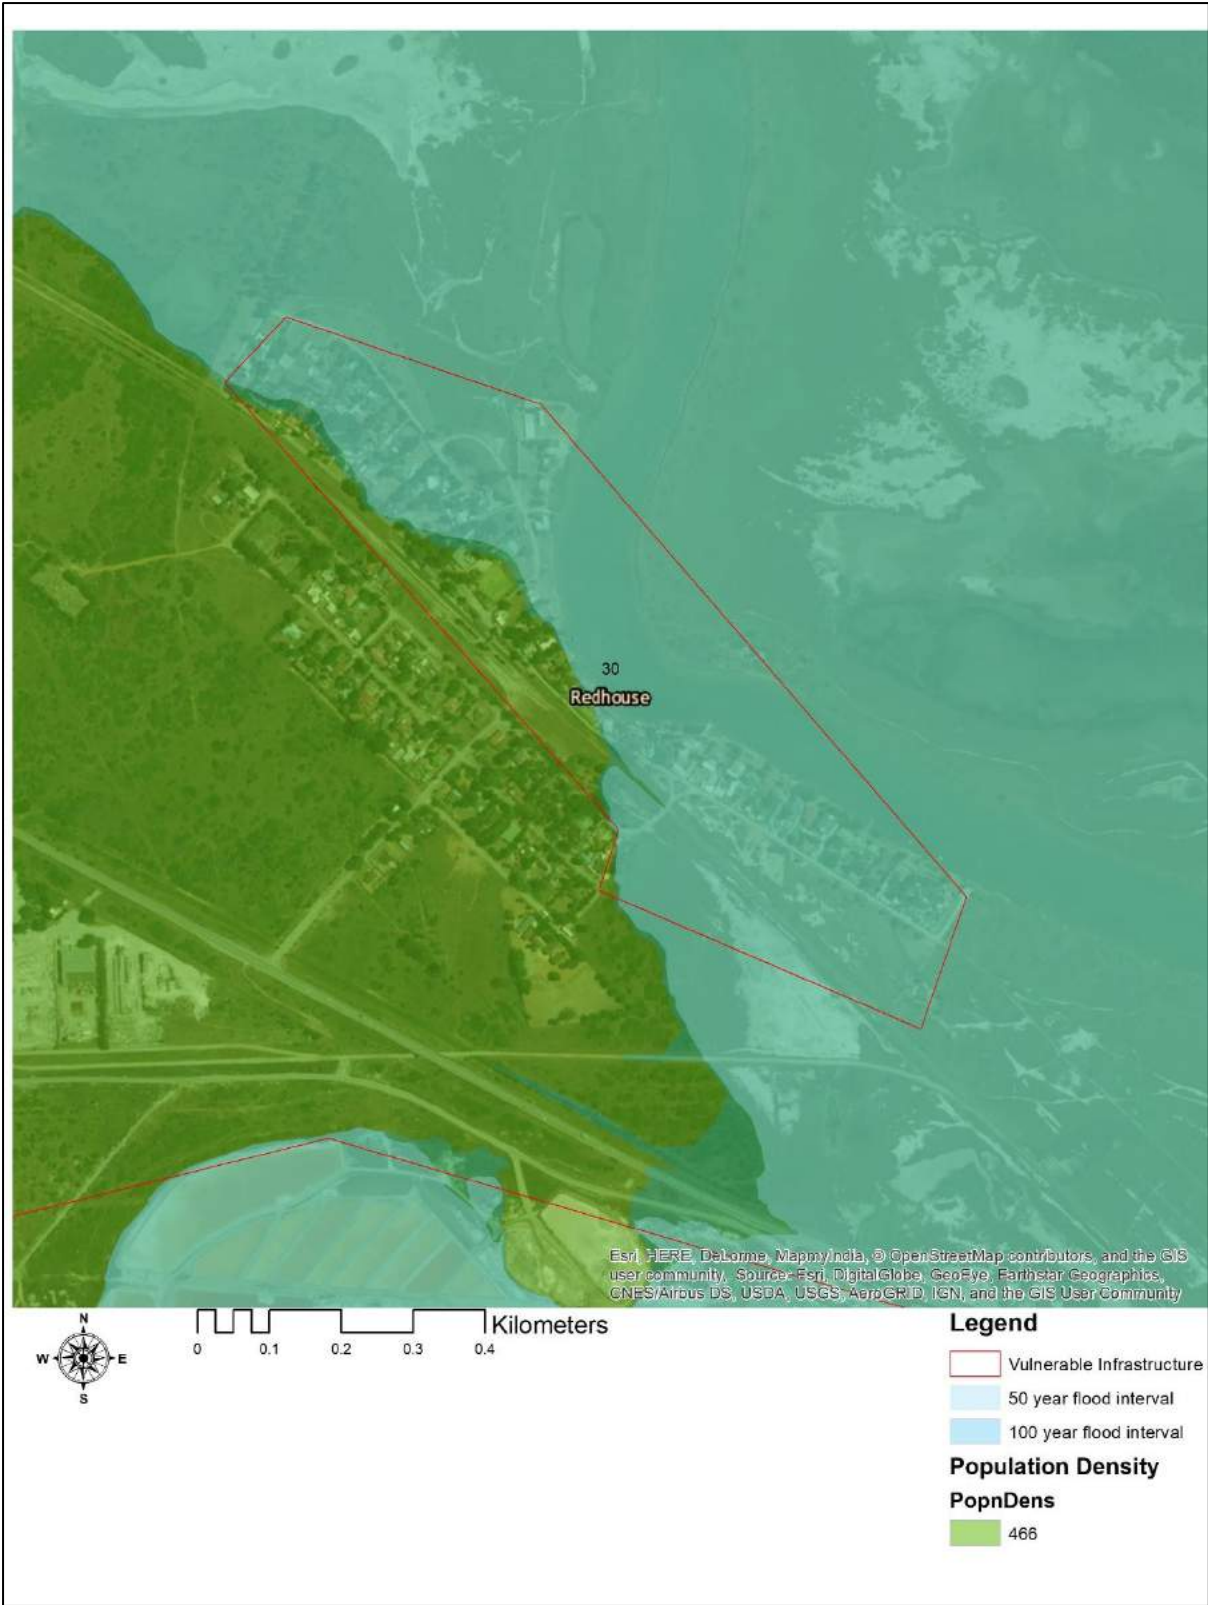 30
Redhouse
Esri, HERE, DeLorme, MapmyIndia, © OpenStreetMap contributors, and the GIS
user community, Source: Esri, DigitalGlobe, GeoEye, Earthstar Geographics,
CNES/Airbus DS, USDA, USGS, AeroGRID, IGN, and the GIS User Community
N
W E
S
Kilometers
0 0.1 0.2 0.3 0.4
Legend
Vulnerable Infrastructure
50 year flood interval
100 year flood interval
Population Density
PopnDens
466